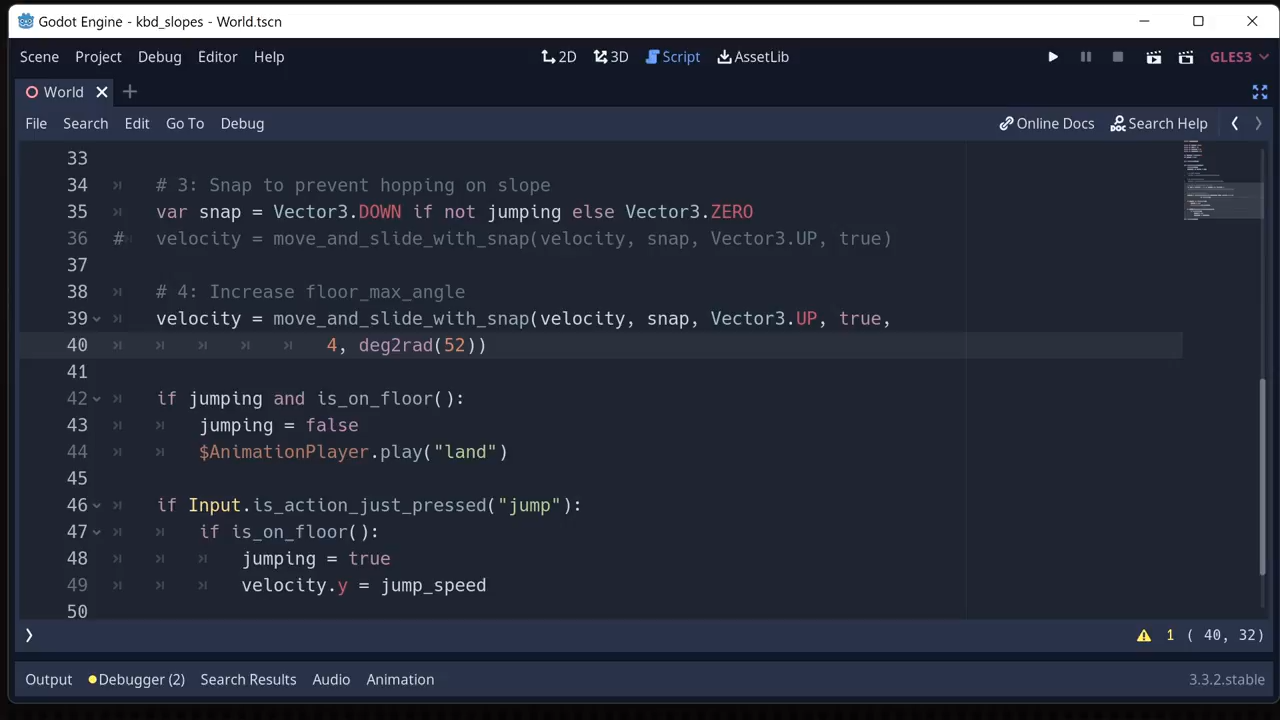 Godot Engine - kbd_slopes - World.tscn
Scene Project Debug Editor Help 2D 3D Script AssetLib GLES3
World
File Search Edit Go To Debug Online Docs Search Help
33
34 # 3: Snap to prevent hopping on slope
35 var snap = Vector3.DOWN if not jumping else Vector3.ZERO
36 # velocity = move_and_slide_with_snap(velocity, snap, Vector3.UP, true)
37
38 # 4: Increase floor_max_angle
39 velocity = move_and_slide_with_snap(velocity, snap, Vector3.UP, true,
40 4, deg2rad(52))
41
42 if jumping and is_on_floor():
43 jumping = false
44 $AnimationPlayer.play("land")
45
46 if Input.is_action_just_pressed("jump"):
47 if is_on_floor():
48 jumping = true
49 velocity.y = jump_speed
50
1 ( 40, 32)
Output Debugger (2) Search Results Audio Animation 3.3.2.stable